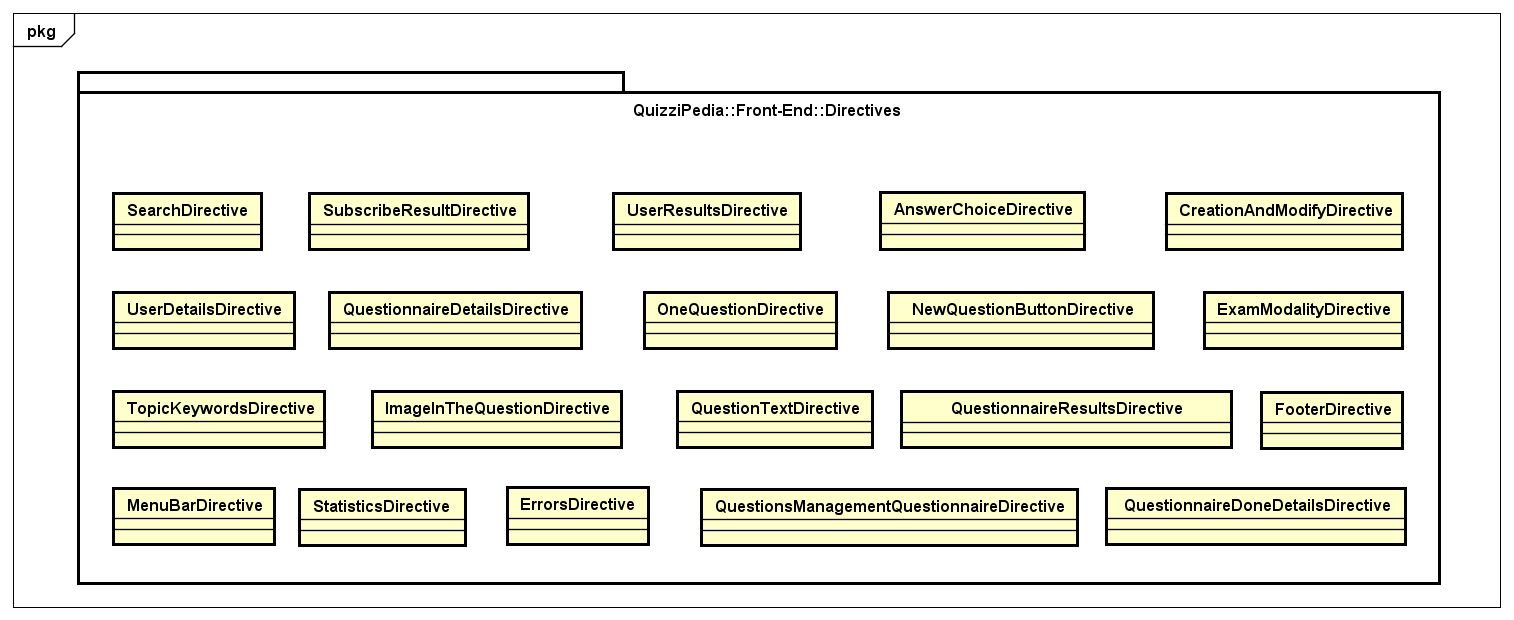 pkg
QuizziPedia::Front-End::Directives
SearchDirective
SubscribeResultDirective
UserResultsDirective
AnswerChoiceDirective
CreationAndModifyDirective
UserDetailsDirective
QuestionnaireDetailsDirective
OneQuestionDirective
NewQuestionButtonDirective
ExamModalityDirective
TopicKeywordsDirective
ImageInTheQuestionDirective
QuestionTextDirective
QuestionnaireResultsDirective
FooterDirective
MenuBarDirective
StatisticsDirective
ErrorsDirective
QuestionsManagementQuestionnaireDirective
QuestionnaireDoneDetailsDirective